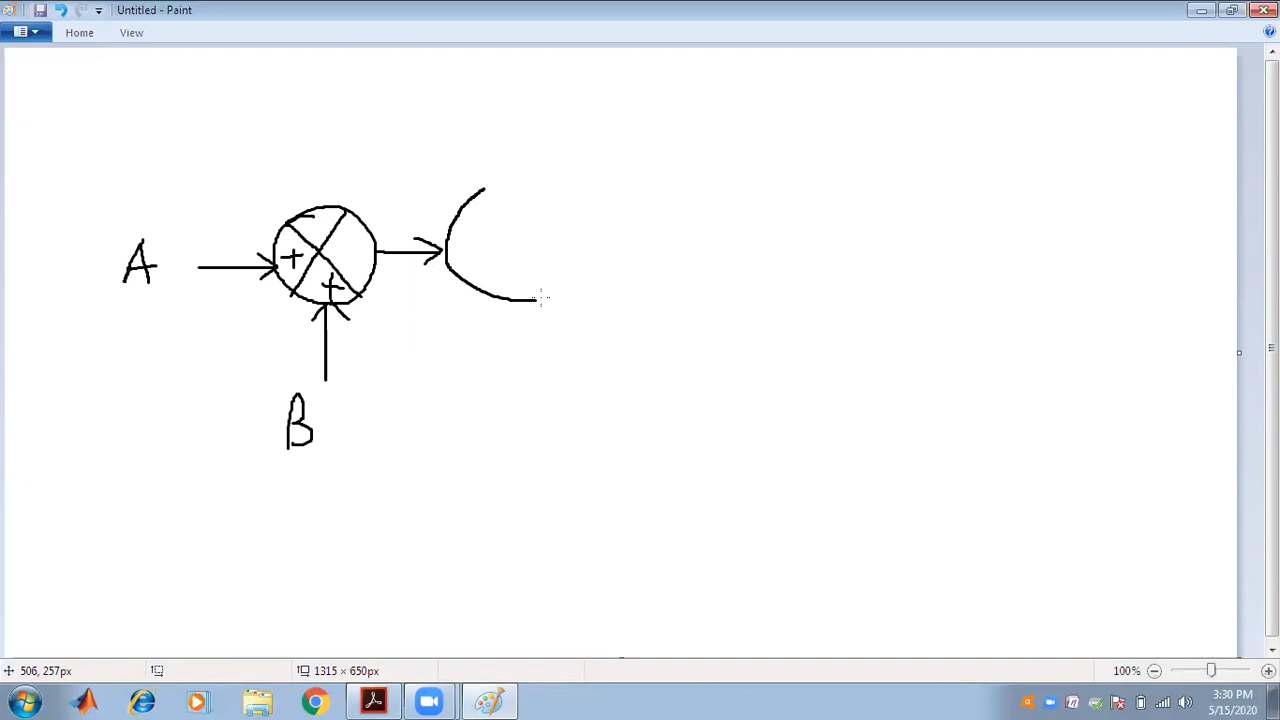 Untitled - Paint
Home View
A
+
+
B
506, 257px
1315 × 650px
100%
3:30 PM
5/15/2020